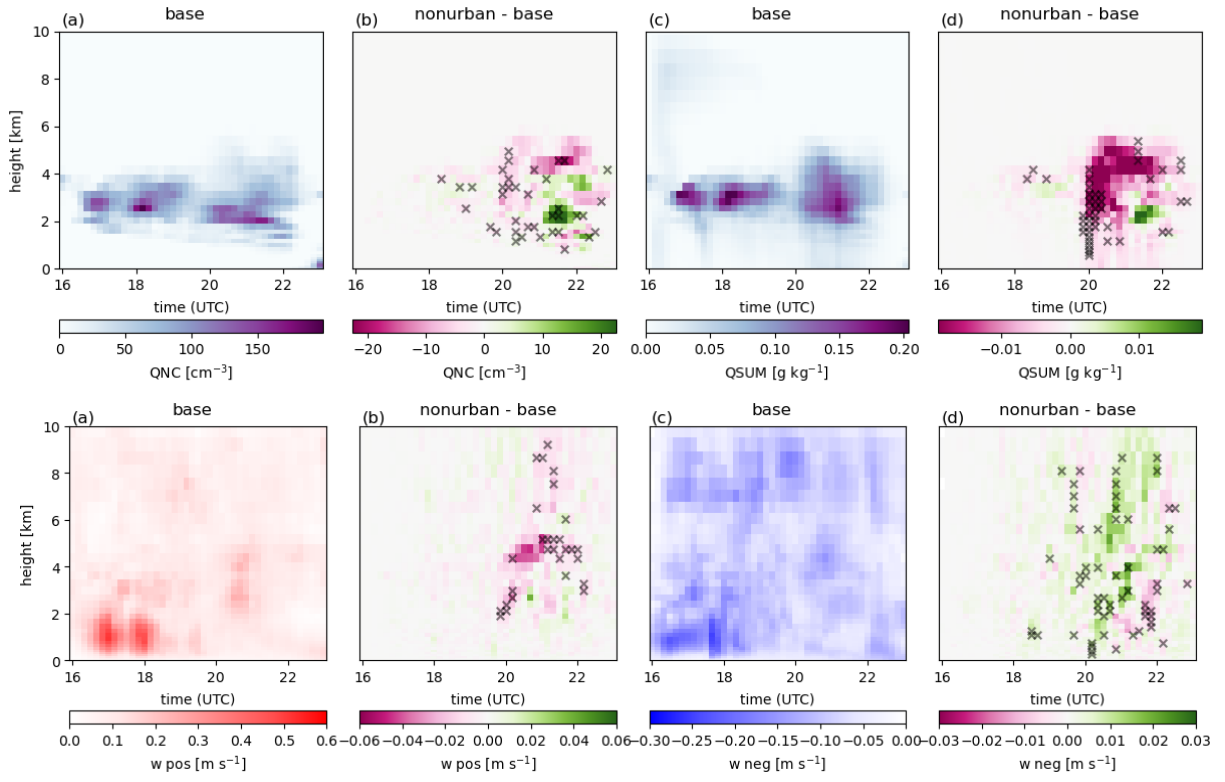 (a) base (b) nonurban - base (c) base (d) nonurban - base
height [km]
10
8
6
4
2
0
16 18 20 22 16 18 20 22 16 18 20 22 16 18 20 22
time (UTC) time (UTC) time (UTC) time (UTC)
0 50 100 150 −20 −10 0 10 20 0.00 0.05 0.10 0.15 0.20 −0.01 0.00 0.01
QNC [cm⁻³] QNC [cm⁻³] QSUM [g kg⁻¹] QSUM [g kg⁻¹]
(a) base (b) nonurban - base (c) base (d) nonurban - base
height [km]
10
8
6
4
2
0
16 18 20 22 16 18 20 22 16 18 20 22 16 18 20 22
time (UTC) time (UTC) time (UTC) time (UTC)
0.0 0.1 0.2 0.3 0.4 0.5 0.6 −0.06 −0.04 −0.02 0.00 0.02 0.04 0.06 −0.30 −0.25 −0.20 −0.15 −0.10 −0.05 0.00 −0.03 −0.02 −0.01 0.00 0.01 0.02 0.03
w pos [m s⁻¹] w pos [m s⁻¹] w neg [m s⁻¹] w neg [m s⁻¹]